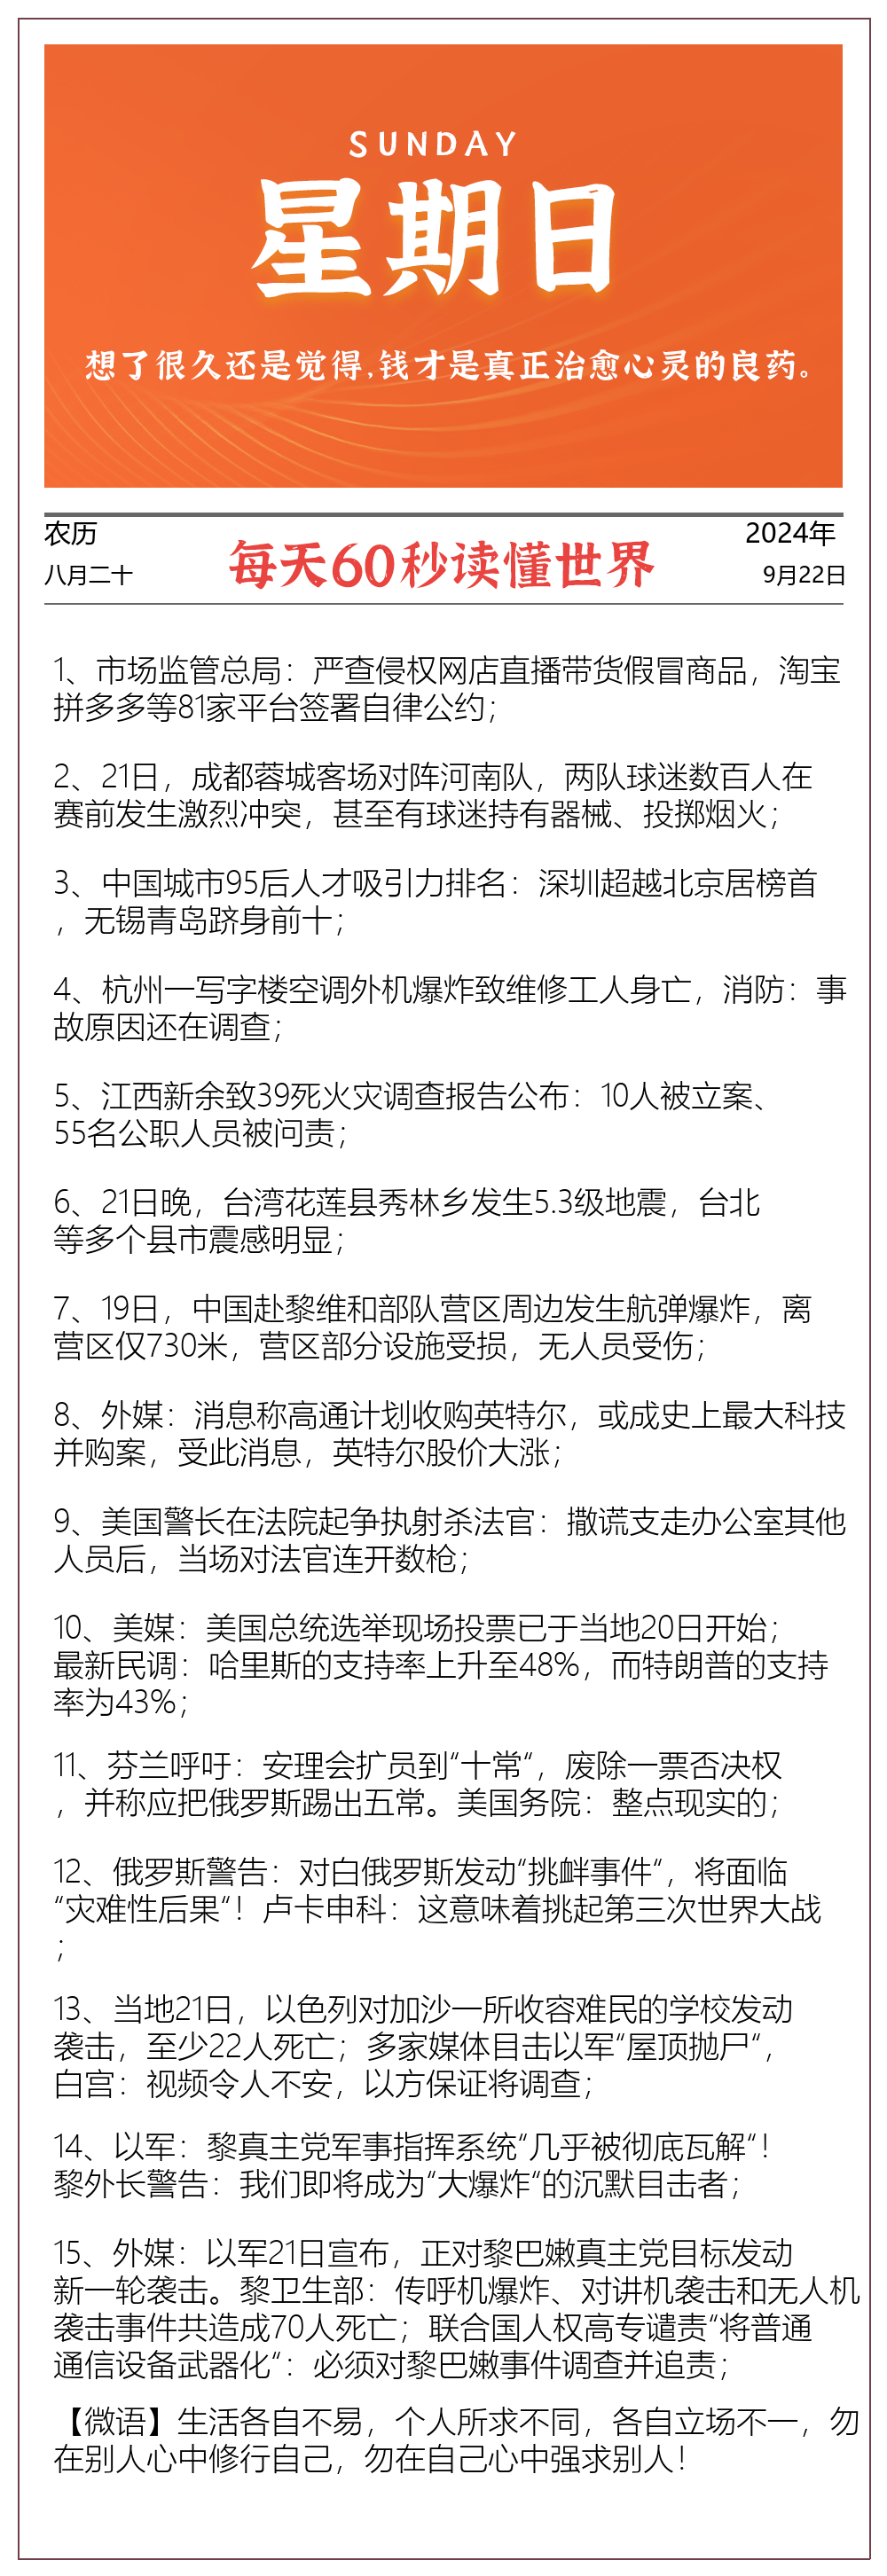 SUNDAY
星期日
想了很久还是觉得,钱才是真正治愈心灵的良药。
农历
八月二十
每天60秒读懂世界
2024年
9月22日
1、市场监管总局：严查侵权网店直播带货假冒商品，淘宝
拼多多等81家平台签署自律公约；
2、21日，成都蓉城客场对阵河南队，两队球迷数百人在
赛前发生激烈冲突，甚至有球迷持有器械、投掷烟火；
3、中国城市95后人才吸引力排名：深圳超越北京居榜首
，无锡青岛跻身前十；
4、杭州一写字楼空调外机爆炸致维修工人身亡，消防：事
故原因还在调查；
5、江西新余致39死火灾调查报告公布：10人被立案、
55名公职人员被问责；
6、21日晚，台湾花莲县秀林乡发生5.3级地震，台北
等多个县市震感明显；
7、19日，中国赴黎维和部队营区周边发生航弹爆炸，离
营区仅730米，营区部分设施受损，无人员受伤；
8、外媒：消息称高通计划收购英特尔，或成史上最大科技
并购案，受此消息，英特尔股价大涨；
9、美国警长在法院起争执射杀法官：撒谎支走办公室其他
人员后，当场对法官连开数枪；
10、美媒：美国总统选举现场投票已于当地20日开始；
最新民调：哈里斯的支持率上升至48%，而特朗普的支持
率为43%；
11、芬兰呼吁：安理会扩员到“十常“，废除一票否决权
，并称应把俄罗斯踢出五常。美国务院：整点现实的；
12、俄罗斯警告：对白俄罗斯发动“挑衅事件“，将面临
“灾难性后果“！卢卡申科：这意味着挑起第三次世界大战
；
13、当地21日，以色列对加沙一所收容难民的学校发动
袭击，至少22人死亡；多家媒体目击以军“屋顶抛尸“，
白宫：视频令人不安，以方保证将调查；
14、以军：黎真主党军事指挥系统“几乎被彻底瓦解“！
黎外长警告：我们即将成为“大爆炸“的沉默目击者；
15、外媒：以军21日宣布，正对黎巴嫩真主党目标发动
新一轮袭击。黎卫生部：传呼机爆炸、对讲机袭击和无人机
袭击事件共造成70人死亡；联合国人权高专谴责“将普通
通信设备武器化“：必须对黎巴嫩事件调查并追责；
【微语】生活各自不易，个人所求不同，各自立场不一，勿
在别人心中修行自己，勿在自己心中强求别人！